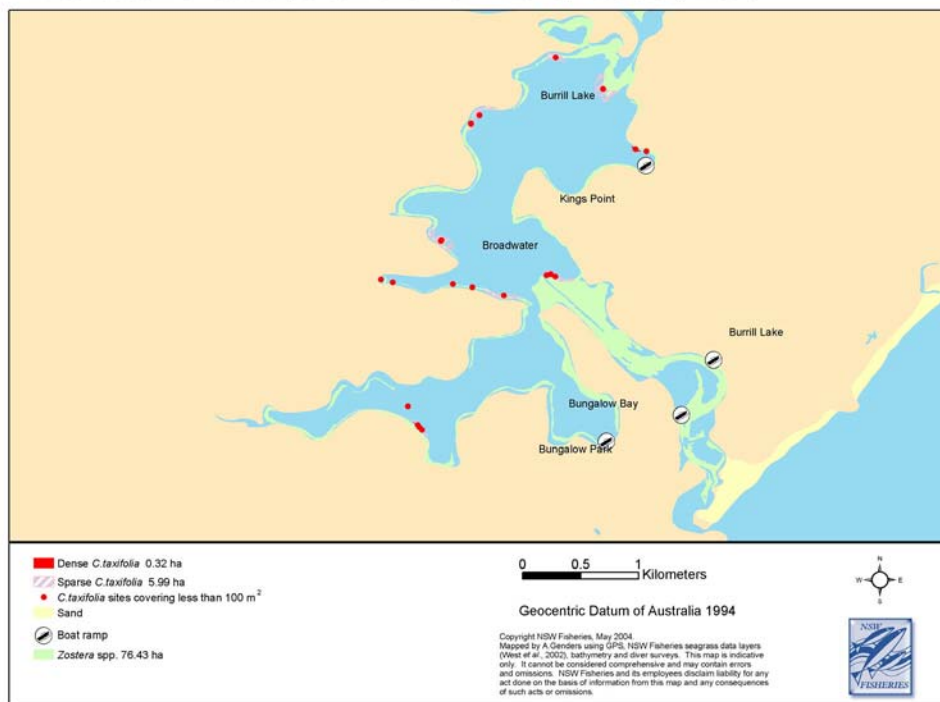 Burrill Lake
Kings Point
Broadwater
Burrill Lake
Bungalow Bay
Bungalow Park
Dense C.taxifolia 0.32 ha
Sparse C.taxifolia 5.99 ha
C.taxifolia sites covering less than 100 m²
Sand
Boat ramp
Zostera spp. 76.43 ha
0 0.5 1
Kilometers
Geocentric Datum of Australia 1994
Copyright NSW Fisheries, May 2004.
Mapped by A.Genders using GPS, NSW Fisheries seagrass data layers
(West et al., 2002), bathymetry and diver surveys. This map is indicative
only. It cannot be considered comprehensive and may contain errors
and omissions. NSW Fisheries and its employees disclaim liability for any
act done on the basis of information from this map and any consequences
of such acts or omissions.
N
W E
S
NSW
FISHERIES